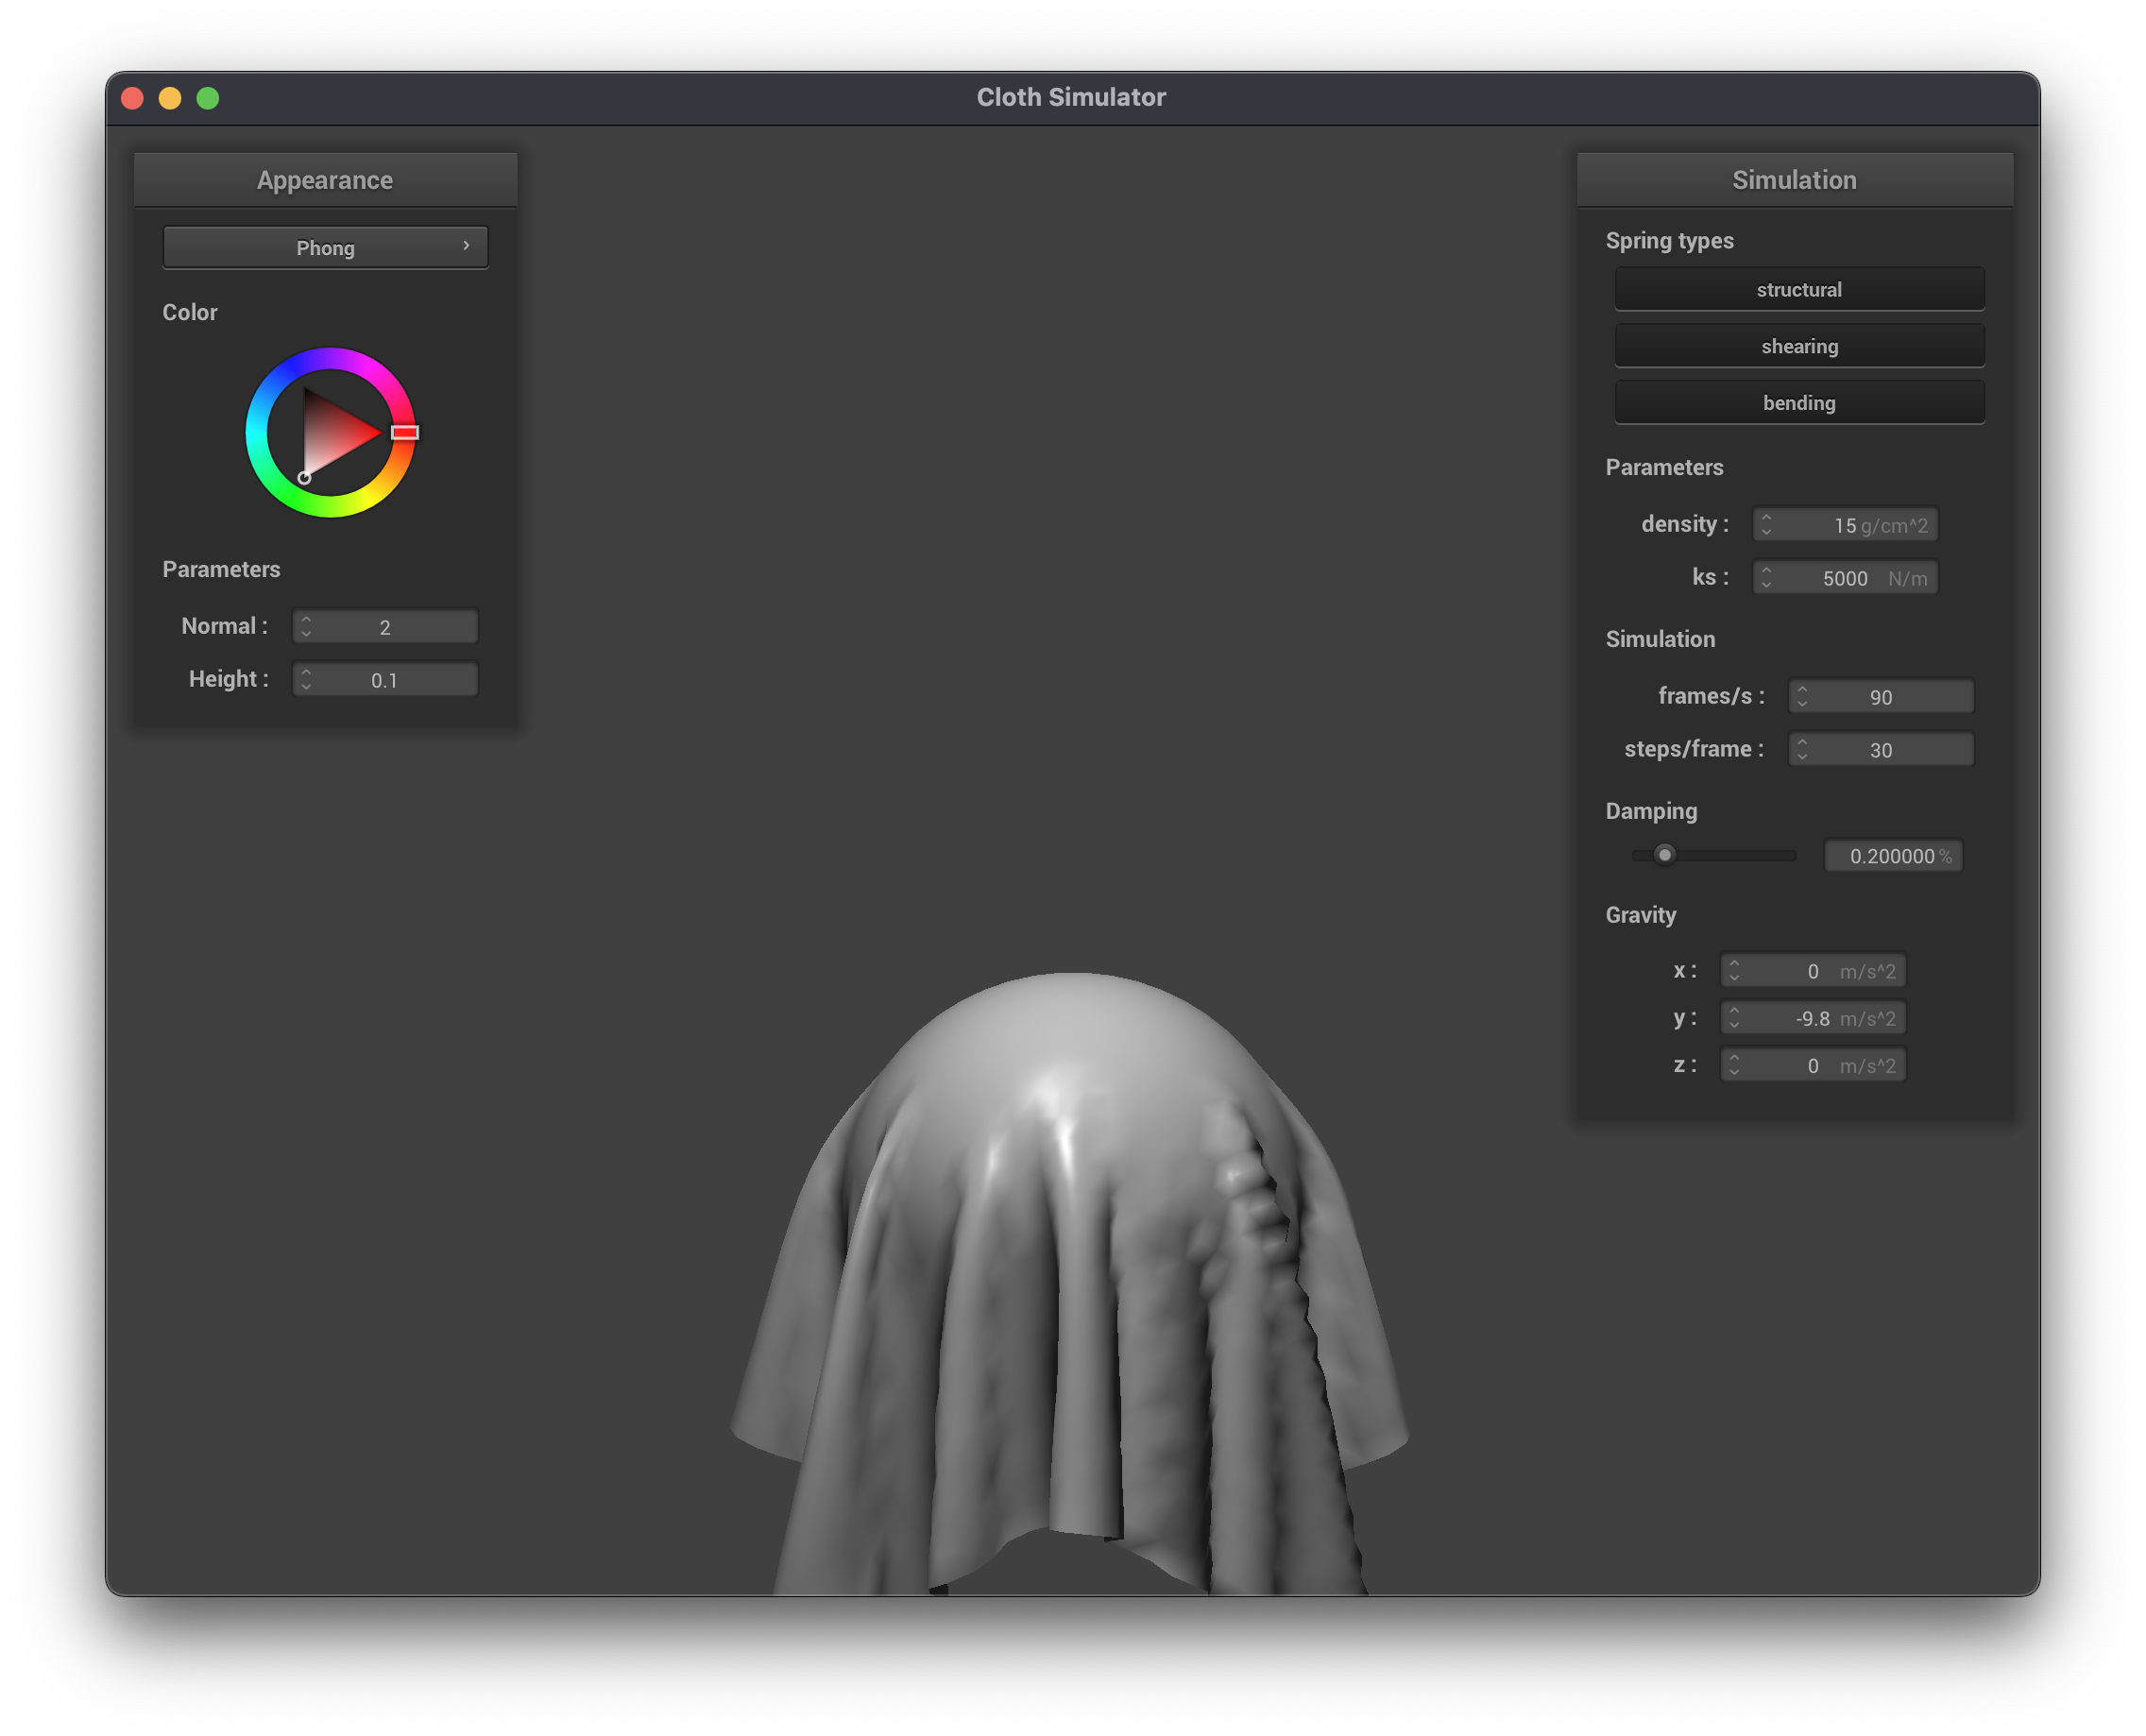 Cloth Simulator
Appearance
Phong
Color
Parameters
Normal : 2
Height : 0.1
Simulation
Spring types
structural
shearing
bending
Parameters
density : 15 g/cm^2
ks : 5000 N/m
Simulation
frames/s : 90
steps/frame : 30
Damping
0.200000 %
Gravity
x : 0 m/s^2
y : -9.8 m/s^2
z : 0 m/s^2